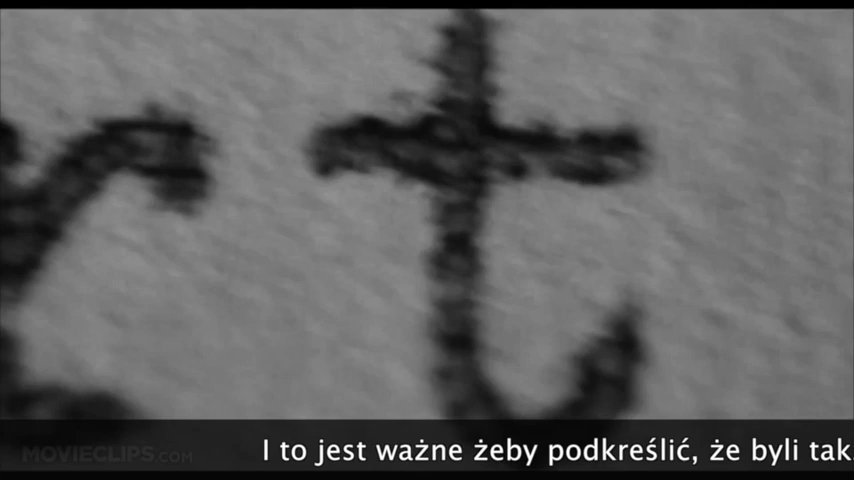 r t
MOVIECLIPS.COM
I to jest ważne żeby podkreślić, że byli tak